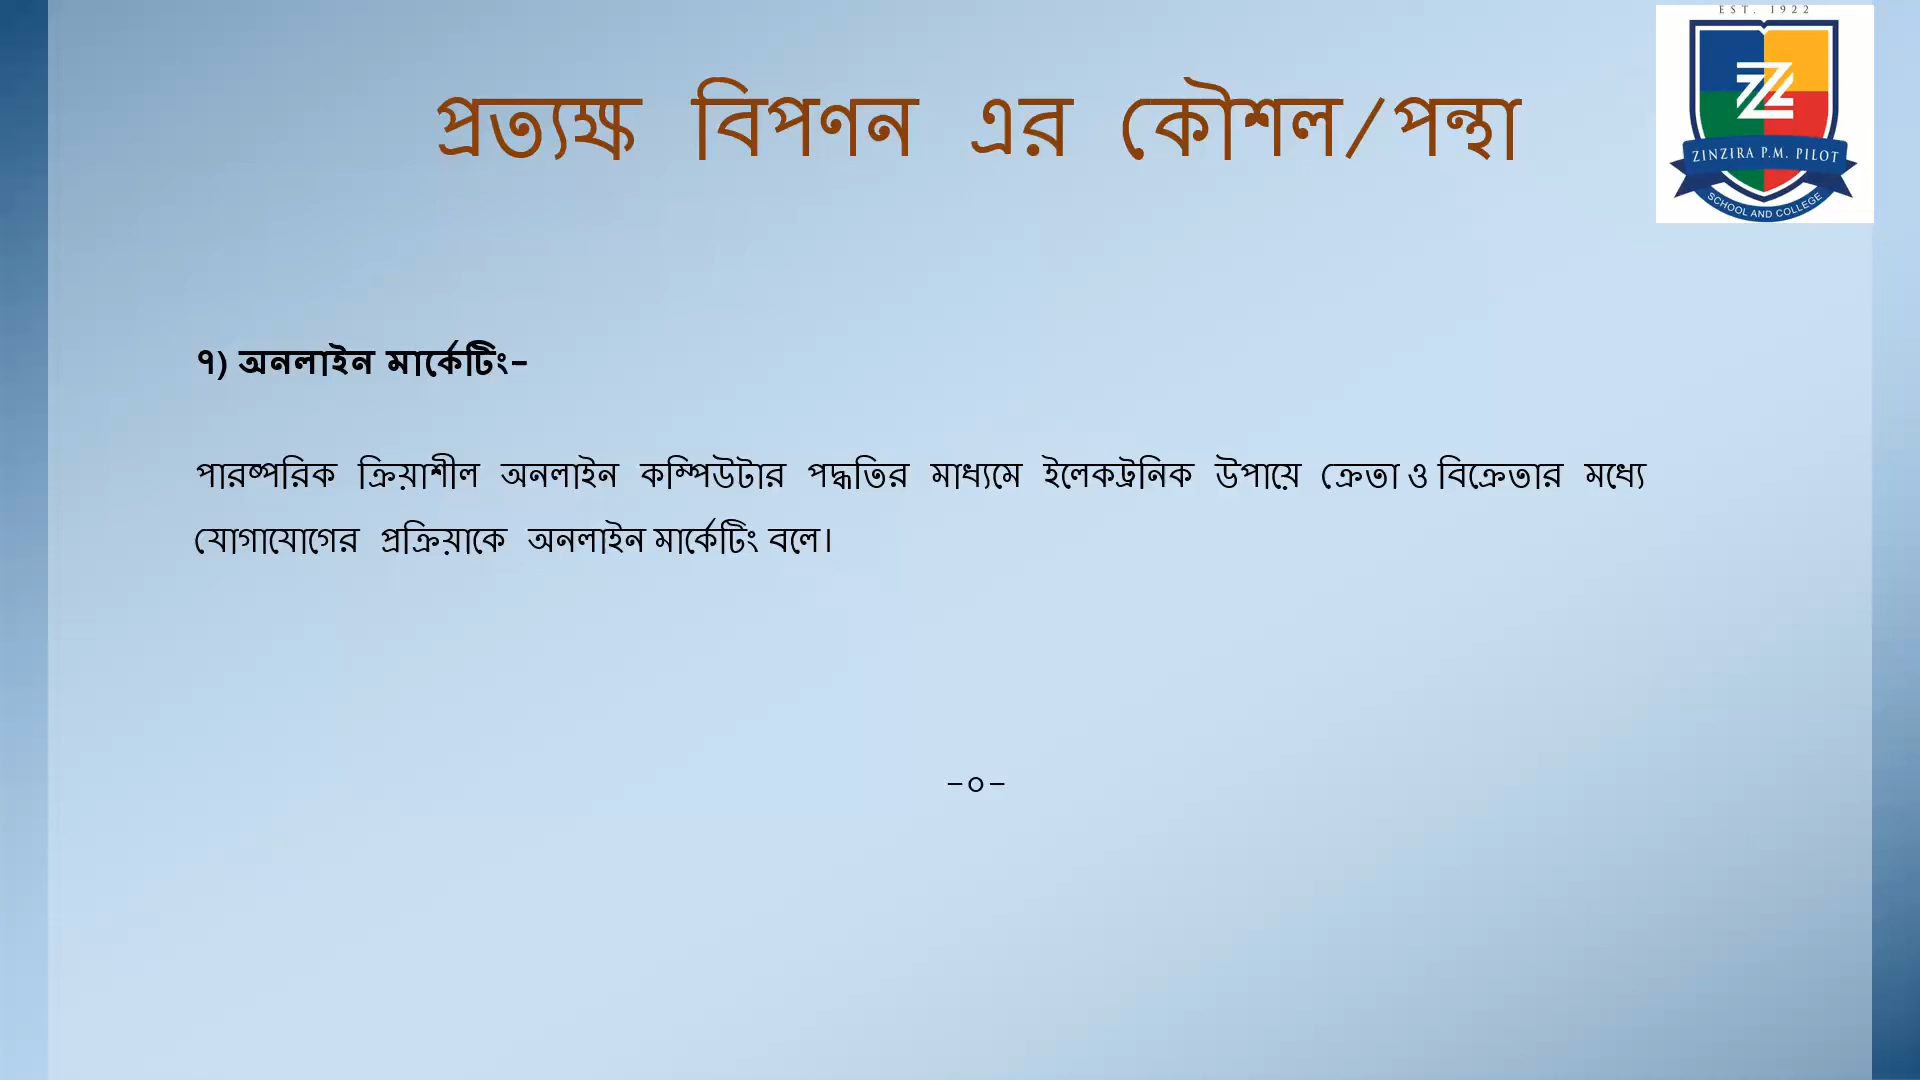 EST. 1922
ZINZIRA P.M. PILOT
SCHOOL AND COLLEGE
প্রত্যক্ষ বিপণন এর কৌশল/পন্থা
৭) অনলাইন মার্কেটিং–
পারষ্পরিক ক্রিয়াশীল অনলাইন কম্পিউটার পদ্ধতির মাধ্যমে ইলেকট্রনিক উপায়ে ক্রেতা ও বিক্রেতার মধ্যে
যোগাযোগের প্রক্রিয়াকে অনলাইন মার্কেটিং বলে।
–০–